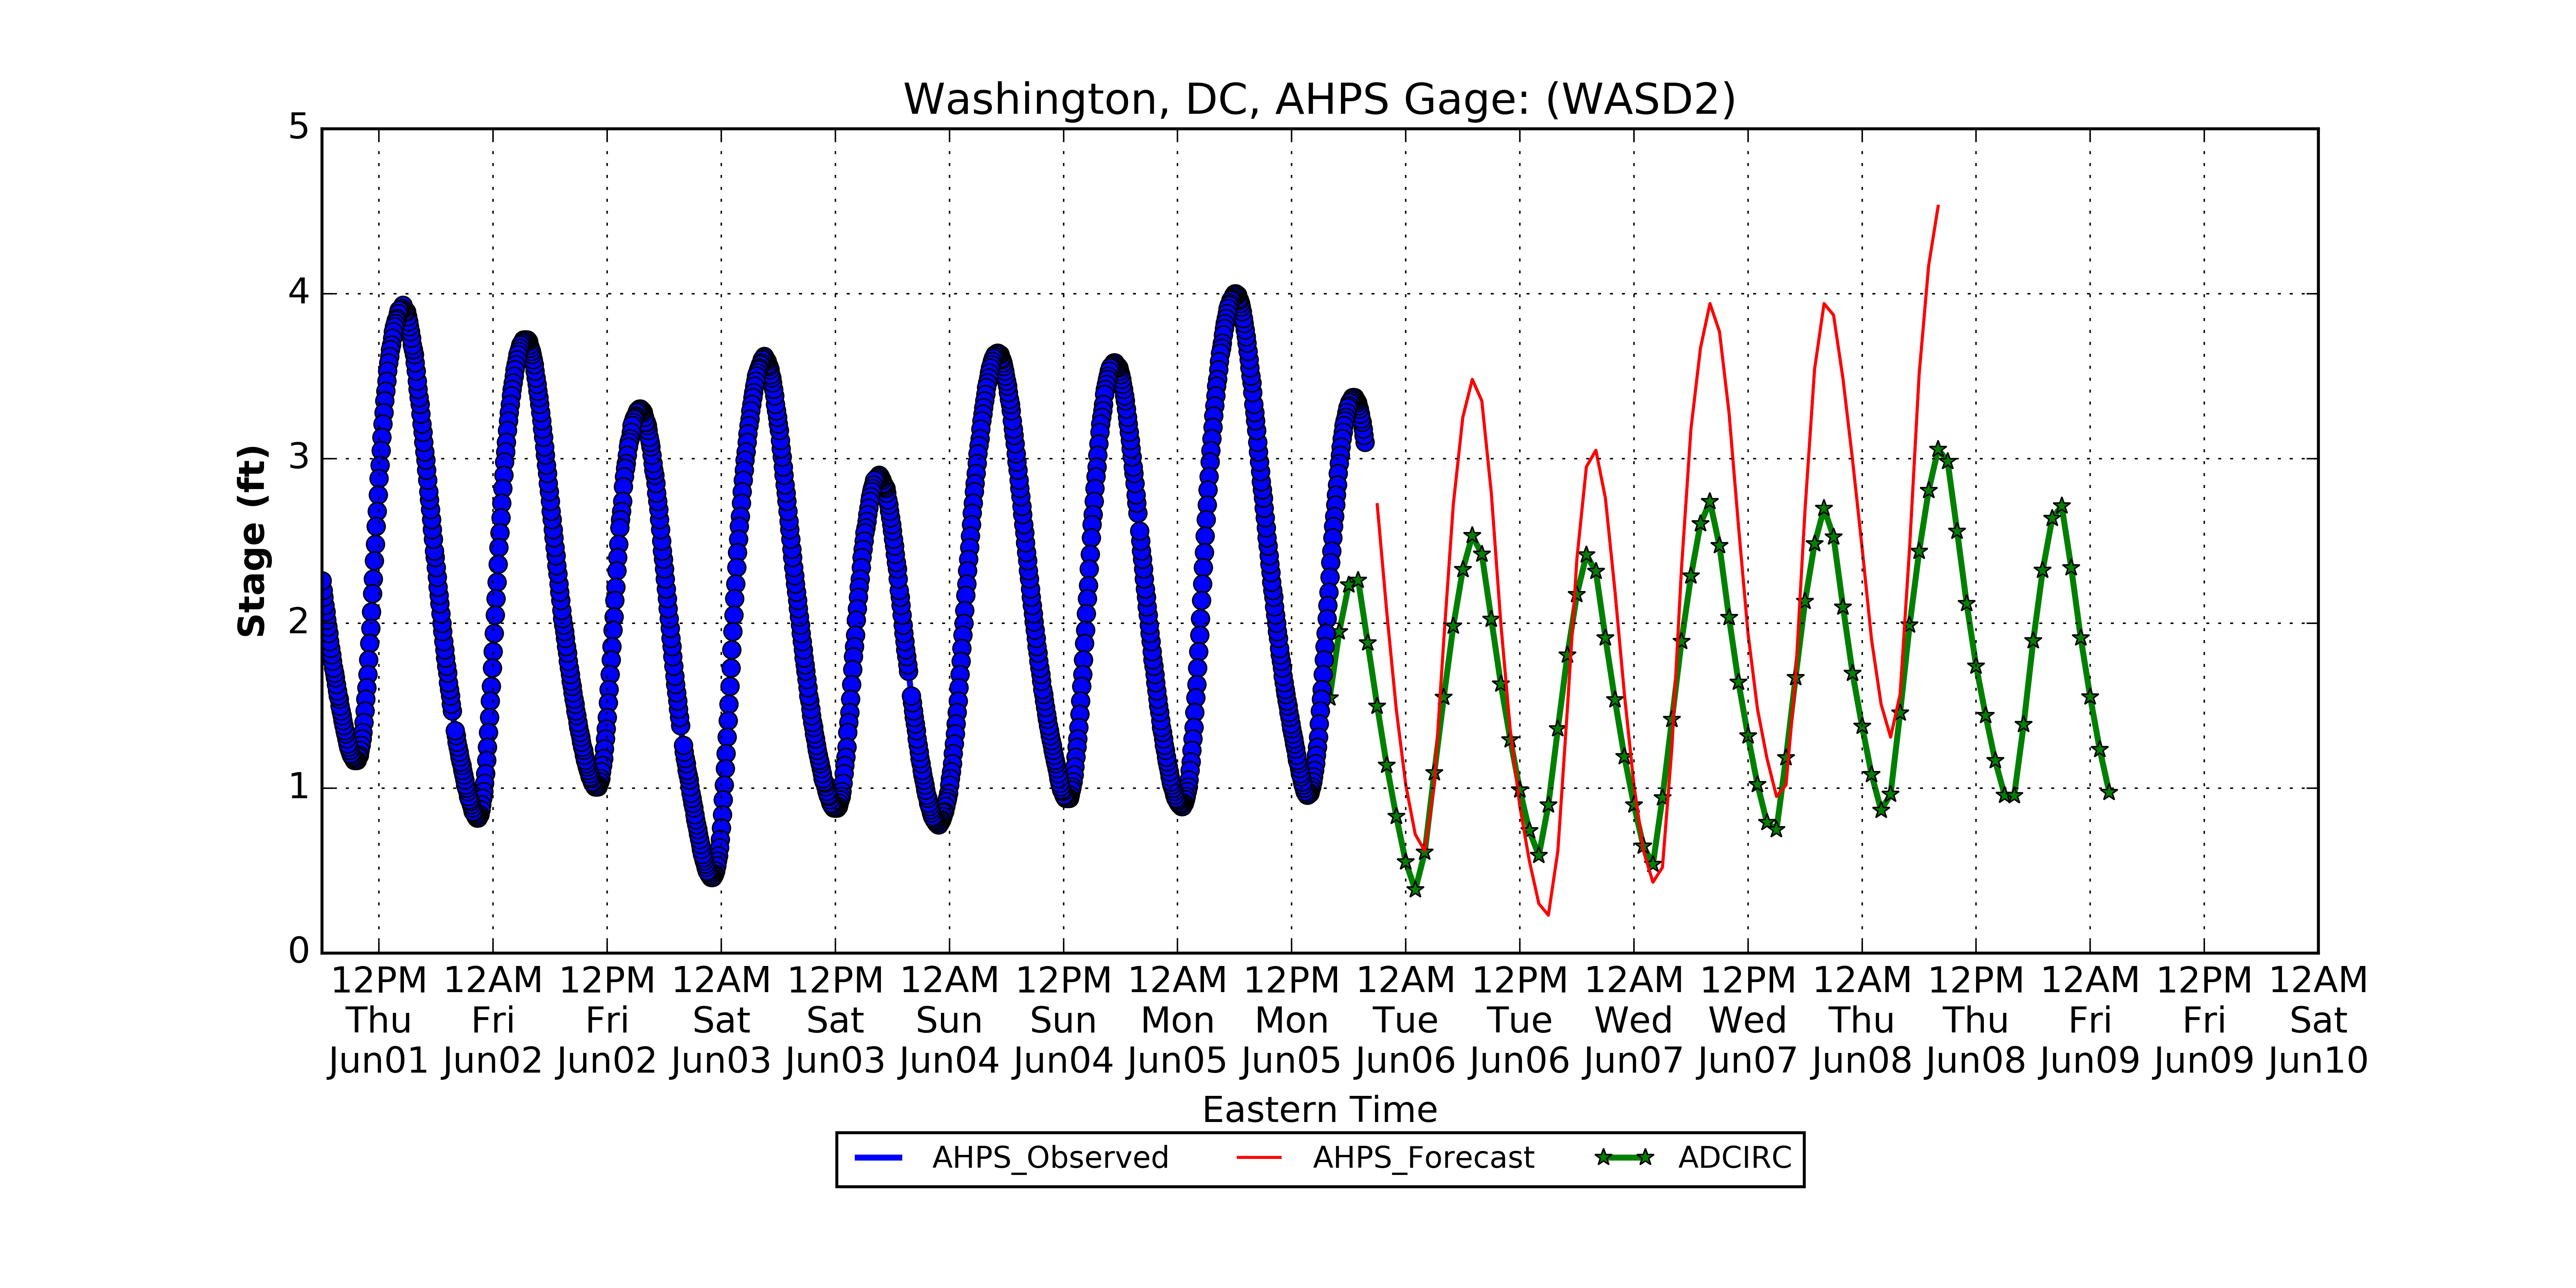 Washington, DC, AHPS Gage: (WASD2)
5
4
3
2
1
0
Stage (ft)
12PM 12AM 12PM 12AM 12PM 12AM 12PM 12AM 12PM 12AM 12PM 12AM 12PM 12AM 12PM 12AM 12PM 12AM
Thu Fri Fri Sat Sat Sun Sun Mon Mon Tue Tue Wed Wed Thu Thu Fri Fri Sat
Jun01 Jun02 Jun02 Jun03 Jun03 Jun04 Jun04 Jun05 Jun05 Jun06 Jun06 Jun07 Jun07 Jun08 Jun08 Jun09 Jun09 Jun10
Eastern Time
AHPS_Observed AHPS_Forecast ADCIRC